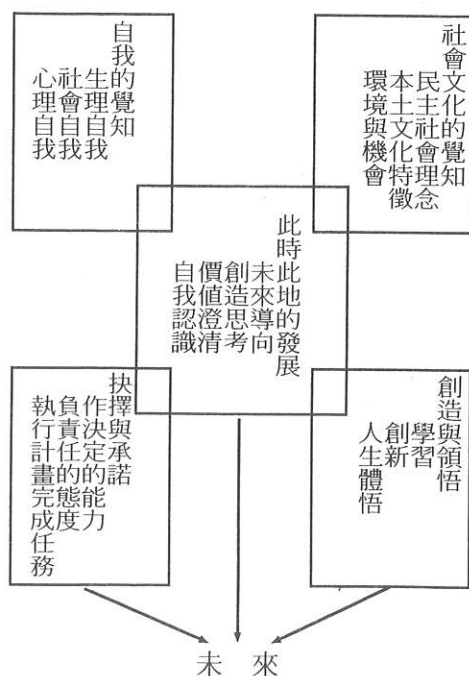 社會文化的覺知
民主社會理念
本土文化特徵
環境與機會
自我的覺知
生理自我
社會自我
心理自我
此時此地的發展
未來導向
創造思考
價值澄清
自我認識
創造與領悟
學習
創新
人生體悟
抉擇與承諾
作決定的能力
負責任的態度
執行計畫完成任務
未來